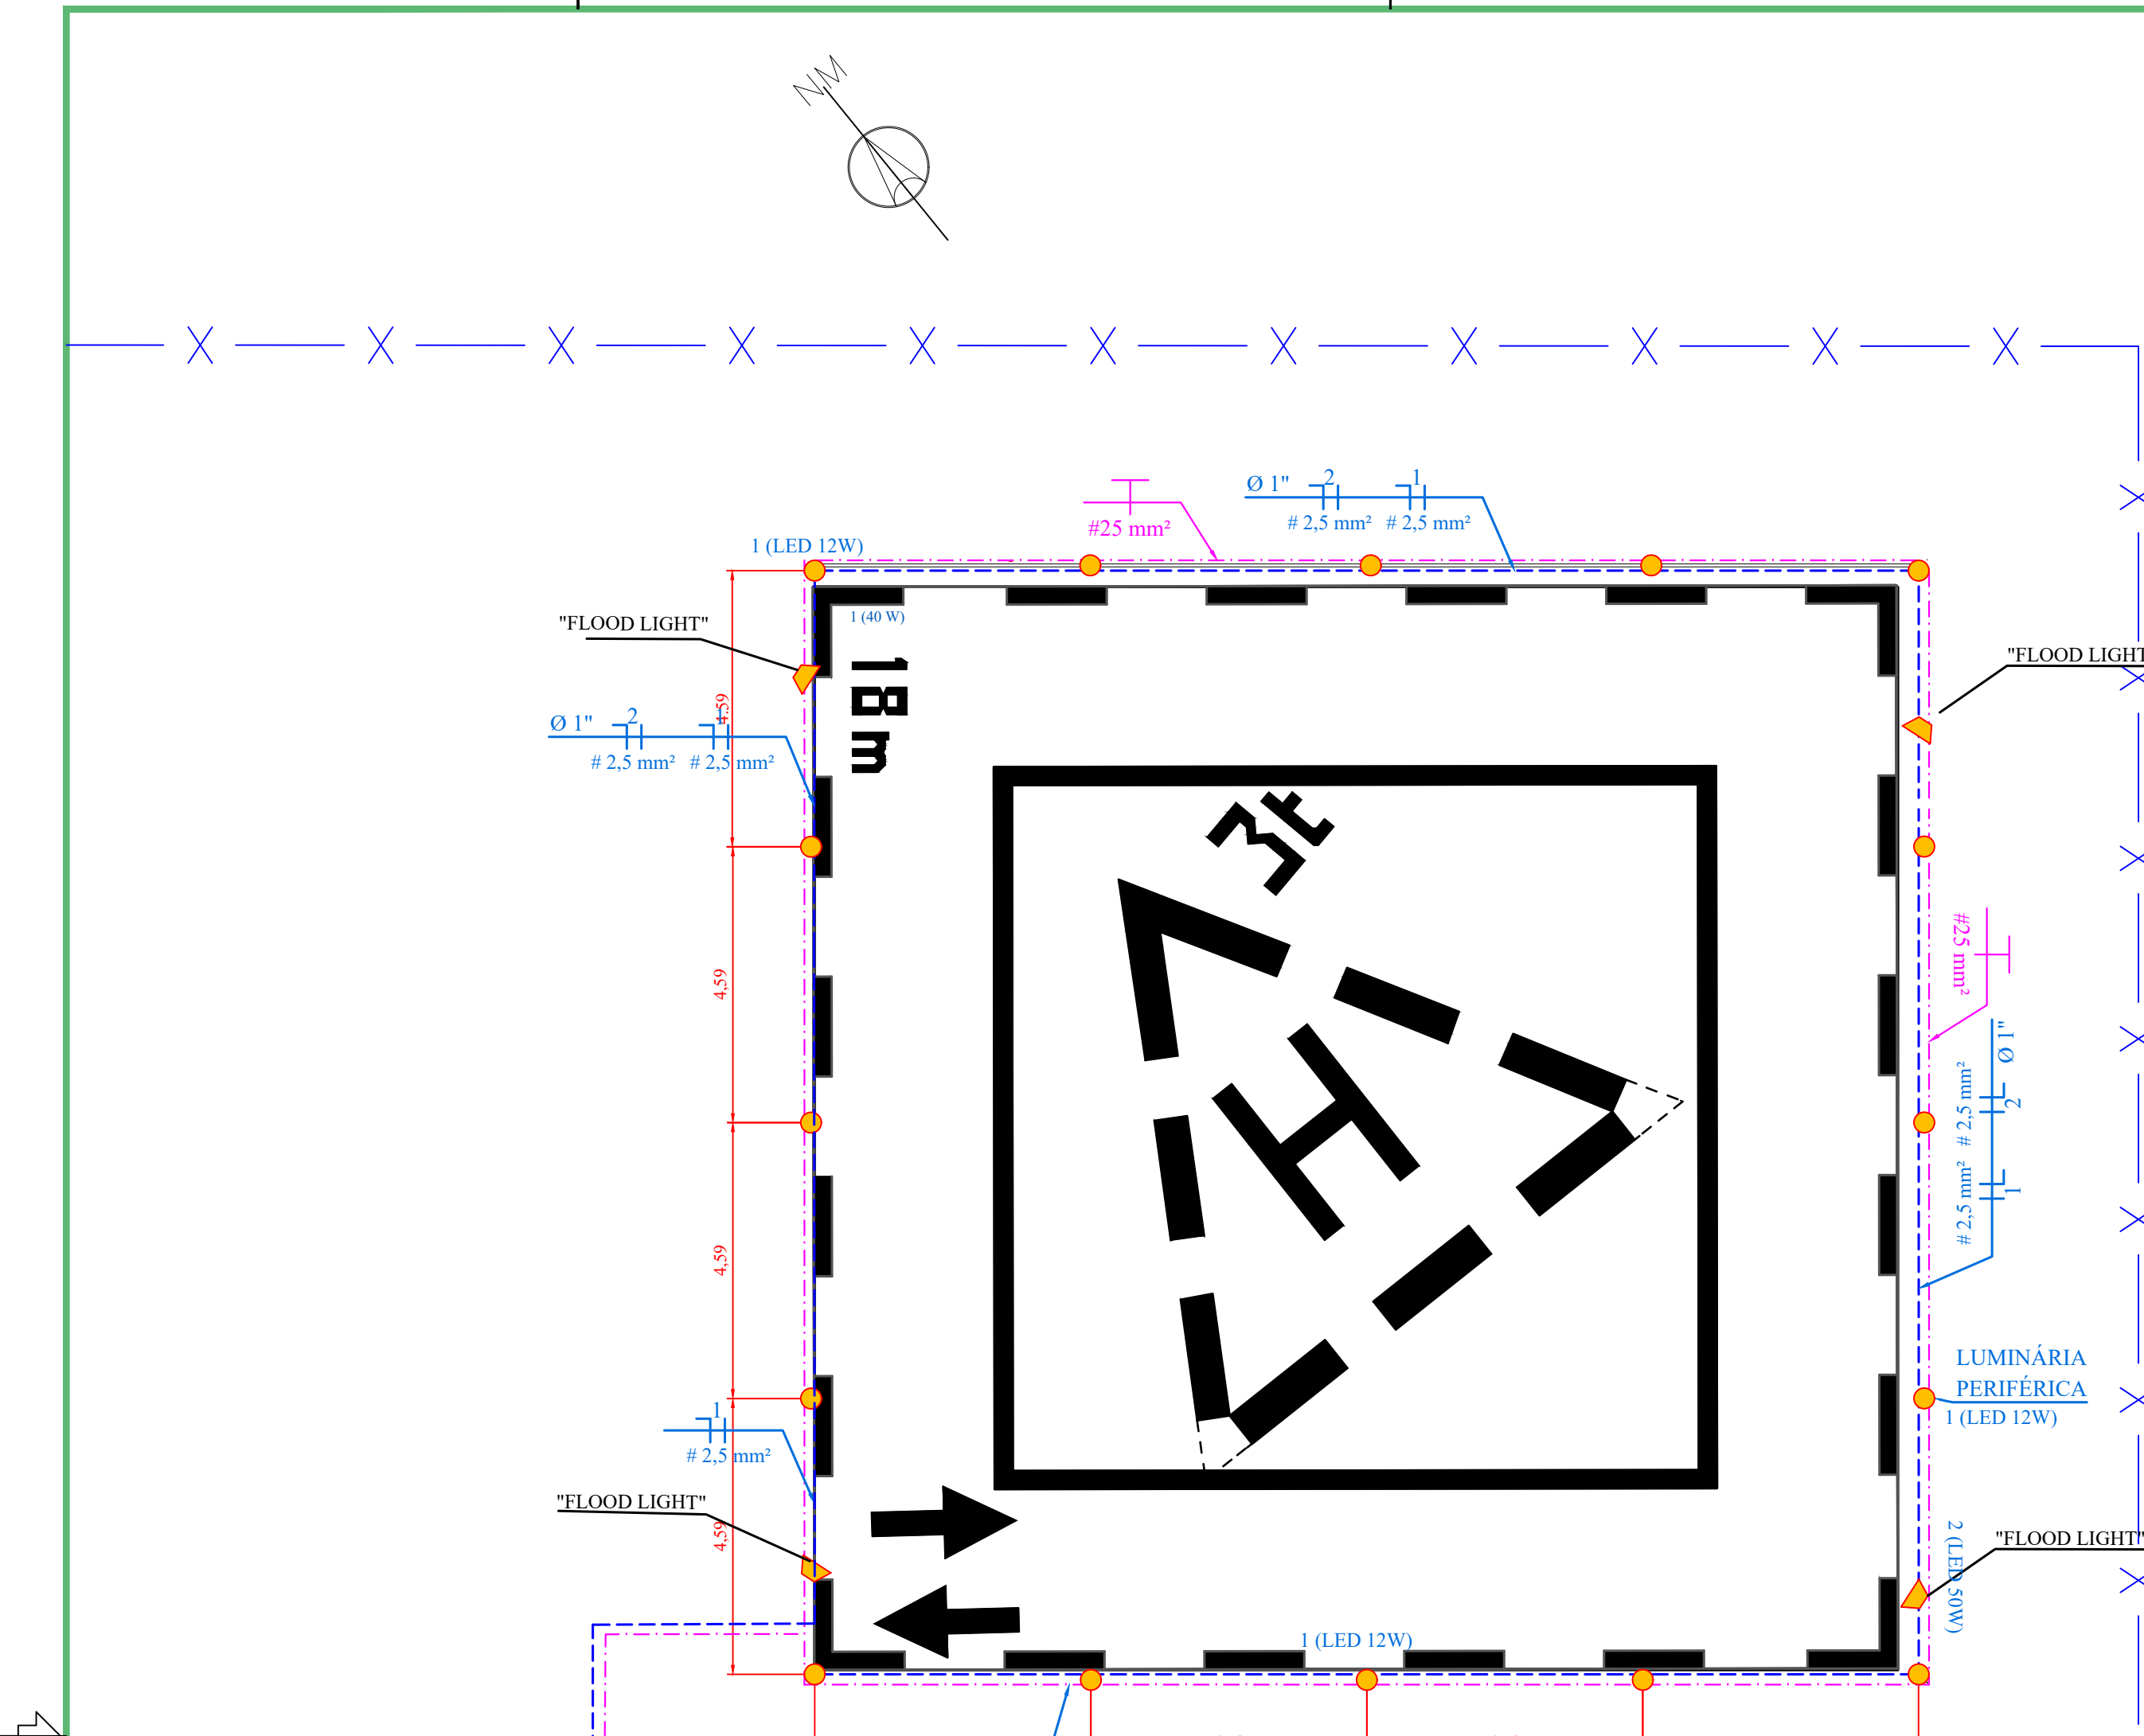 NM
2
1
Ø 1"
#25 mm²
# 2,5 mm²
# 2,5 mm²
1 (LED 12W)
1 (40 W)
"FLOOD LIGHT"
18m
"FLOOD LIGHT
4,59
2
1
Ø 1"
# 2,5 mm²
# 2,5 mm²
3t
#25 mm²
4,59
Ø 1"
2
# 2,5 mm²
1
# 2,5 mm²
H
4,59
LUMINÁRIA
PERIFÉRICA
1 (LED 12W)
1
# 2,5 mm²
"FLOOD LIGHT"
4,59
2 (LED 50W)
"FLOOD LIGHT"
1 (LED 12W)